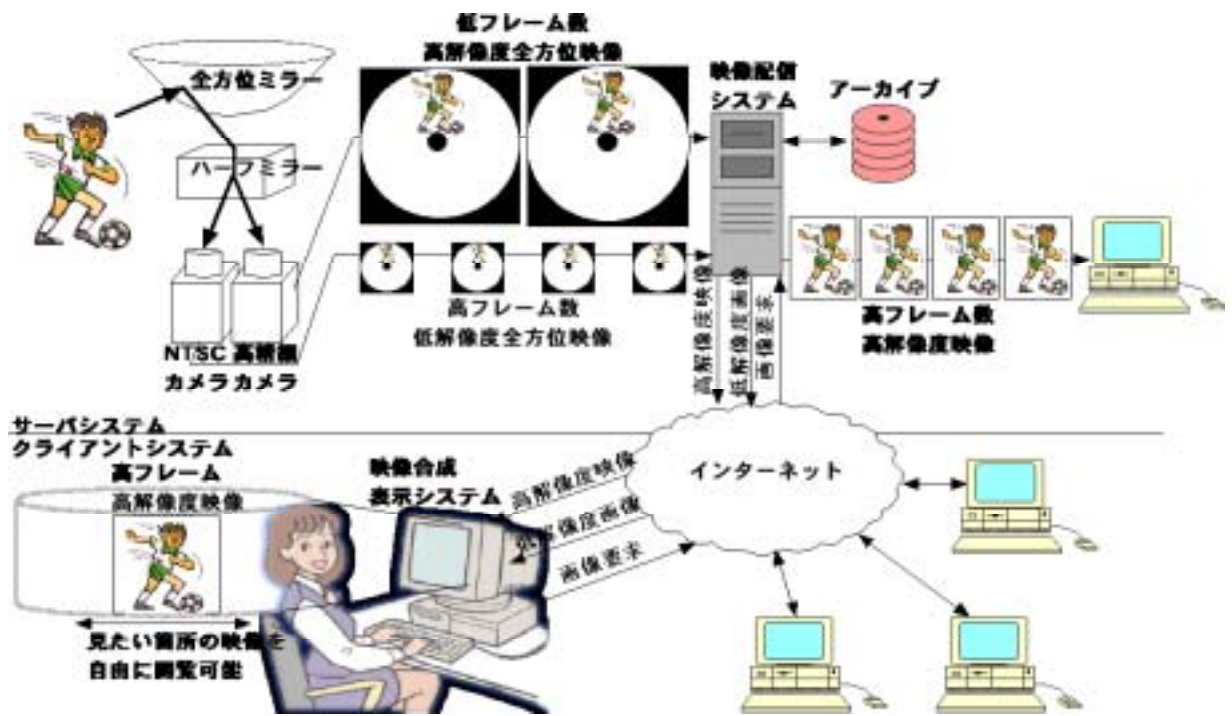 低フレーム数
高解像度全方位映像
全方位ミラー
映像配信
システム
アーカイブ
ハーフミラー
高フレーム数
低解像度全方位映像
高フレーム数
高解像度映像
NTSC 高精細
カメラ カメラ
高解像度映像
低解像度画像
画像要求
サーバシステム
クライアントシステム
高フレーム
高解像度映像
映像合成
表示システム
高解像度映像
低解像度画像
画像要求
インターネット
見たい箇所の映像を
自由に閲覧可能